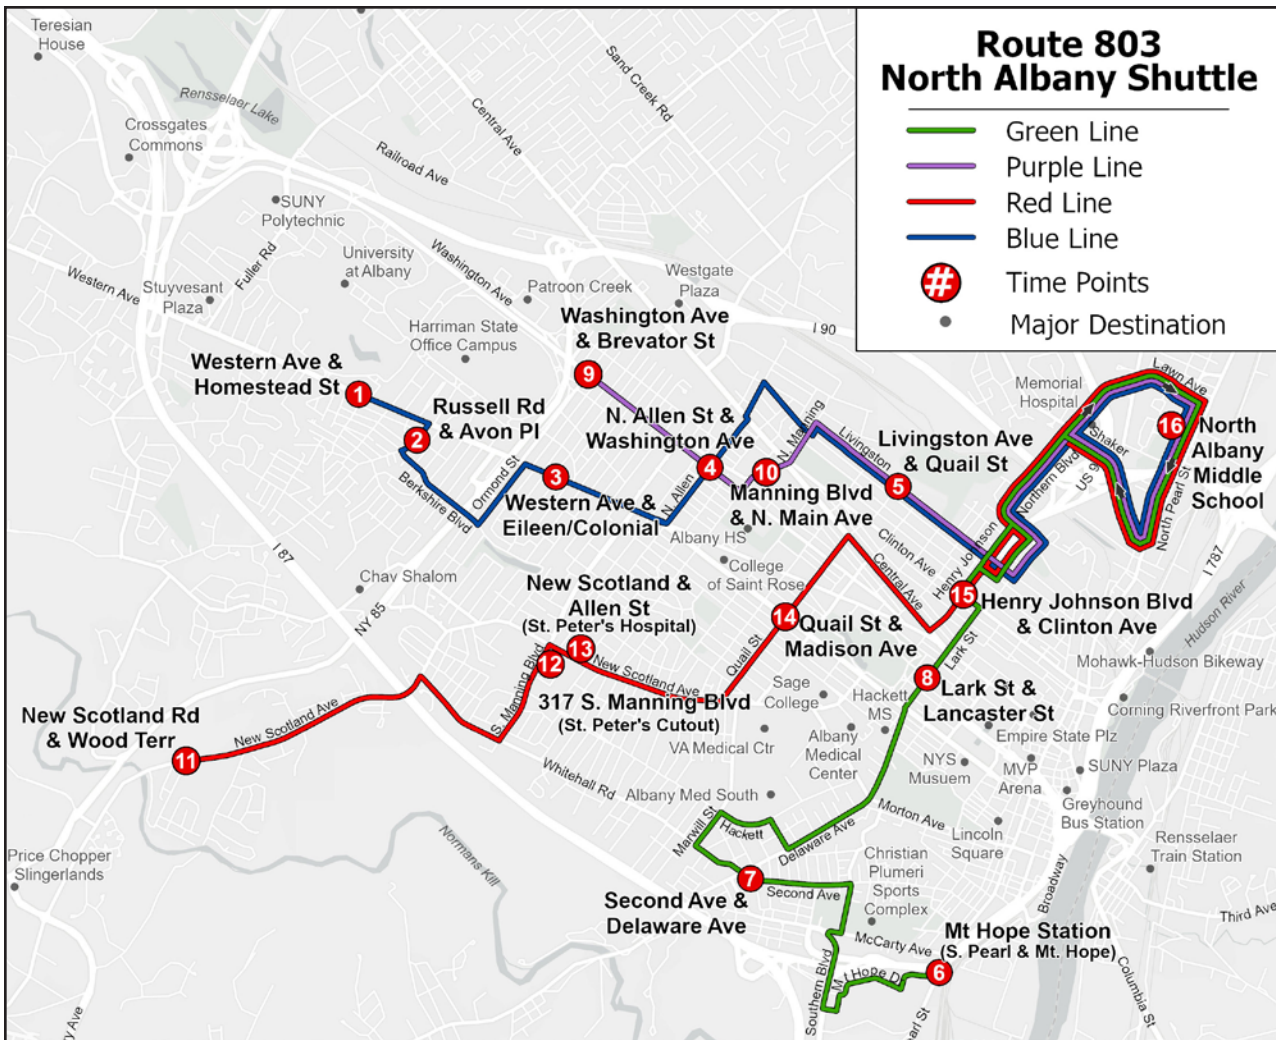 Route 803
North Albany Shuttle
Green Line
Purple Line
Red Line
Blue Line
# Time Points
Major Destination
Teresian
House
Rensselaer Lake
Crossgates
Commons
Central Ave
Sand Creek Rd
Railroad Ave
SUNY
Polytechnic
Fuller Rd
University
at Albany
Washington Ave
Western Ave
Stuyvesant
Plaza
Patroon Creek
Westgate
Plaza
I 90
Harriman State
Office Campus
Washington Ave
& Brevator St
9
Western Ave &
Homestead St
1
Russell Rd
& Avon Pl
2
N. Allen St &
Washington Ave
4
N. Manning
10
Manning Blvd
& N. Main Ave
Livingston
Livingston Ave
& Quail St
5
Memorial
Hospital
Lawn Ave
Shaker
16
North
Albany
Middle
School
Northern Blvd
US 9
North Pearl St
I 787
Hudson River
Berkshire Blvd
Ormond St
3
Western Ave &
Eileen/Colonial
N. Allen
Albany HS
College
of Saint Rose
Clinton Ave
Central Ave
Henry Johnson
15
Henry Johnson Blvd
& Clinton Ave
I 87
Chav Shalom
NY 85
New Scotland &
Allen St
(St. Peter's Hospital)
13
12
317 S. Manning Blvd
(St. Peter's Cutout)
S. Manning Blvd
New Scotland Ave
Quail St
14
Quail St &
Madison Ave
Lark St
8
Lark St &
Lancaster St
Mohawk-Hudson Bikeway
Corning Riverfront Park
New Scotland Rd
& Wood Terr
11
New Scotland Ave
Sage
College
Hackett
MS
VA Medical Ctr
Albany
Medical
Center
NYS
Musuem
Empire State Plz
MVP
Arena
SUNY Plaza
Greyhound
Bus Station
Whitehall Rd
Albany Med South
Morton Ave
Lincoln
Square
Rensselaer
Train Station
Marwill St
Hackett
Delaware Ave
Normans Kill
Price Chopper
Slingerlands
7
Second Ave
Second Ave &
Delaware Ave
Christian
Plumeri
Sports
Complex
Broadway
Third Ave
McCarty Ave
Mt Hope Station
(S. Pearl & Mt. Hope)
6
Southern Blvd
Mt Hope D
Columbia St
arl St
ry Ave